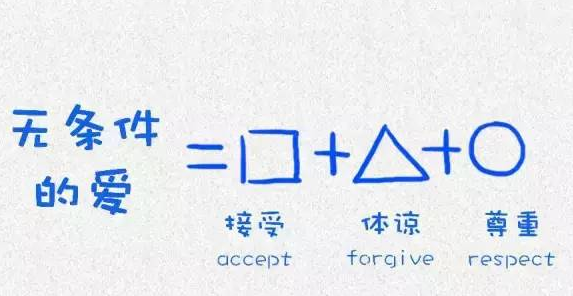 无条件
的爱
=□+△+○
接受 体谅 尊重
accept forgive respect